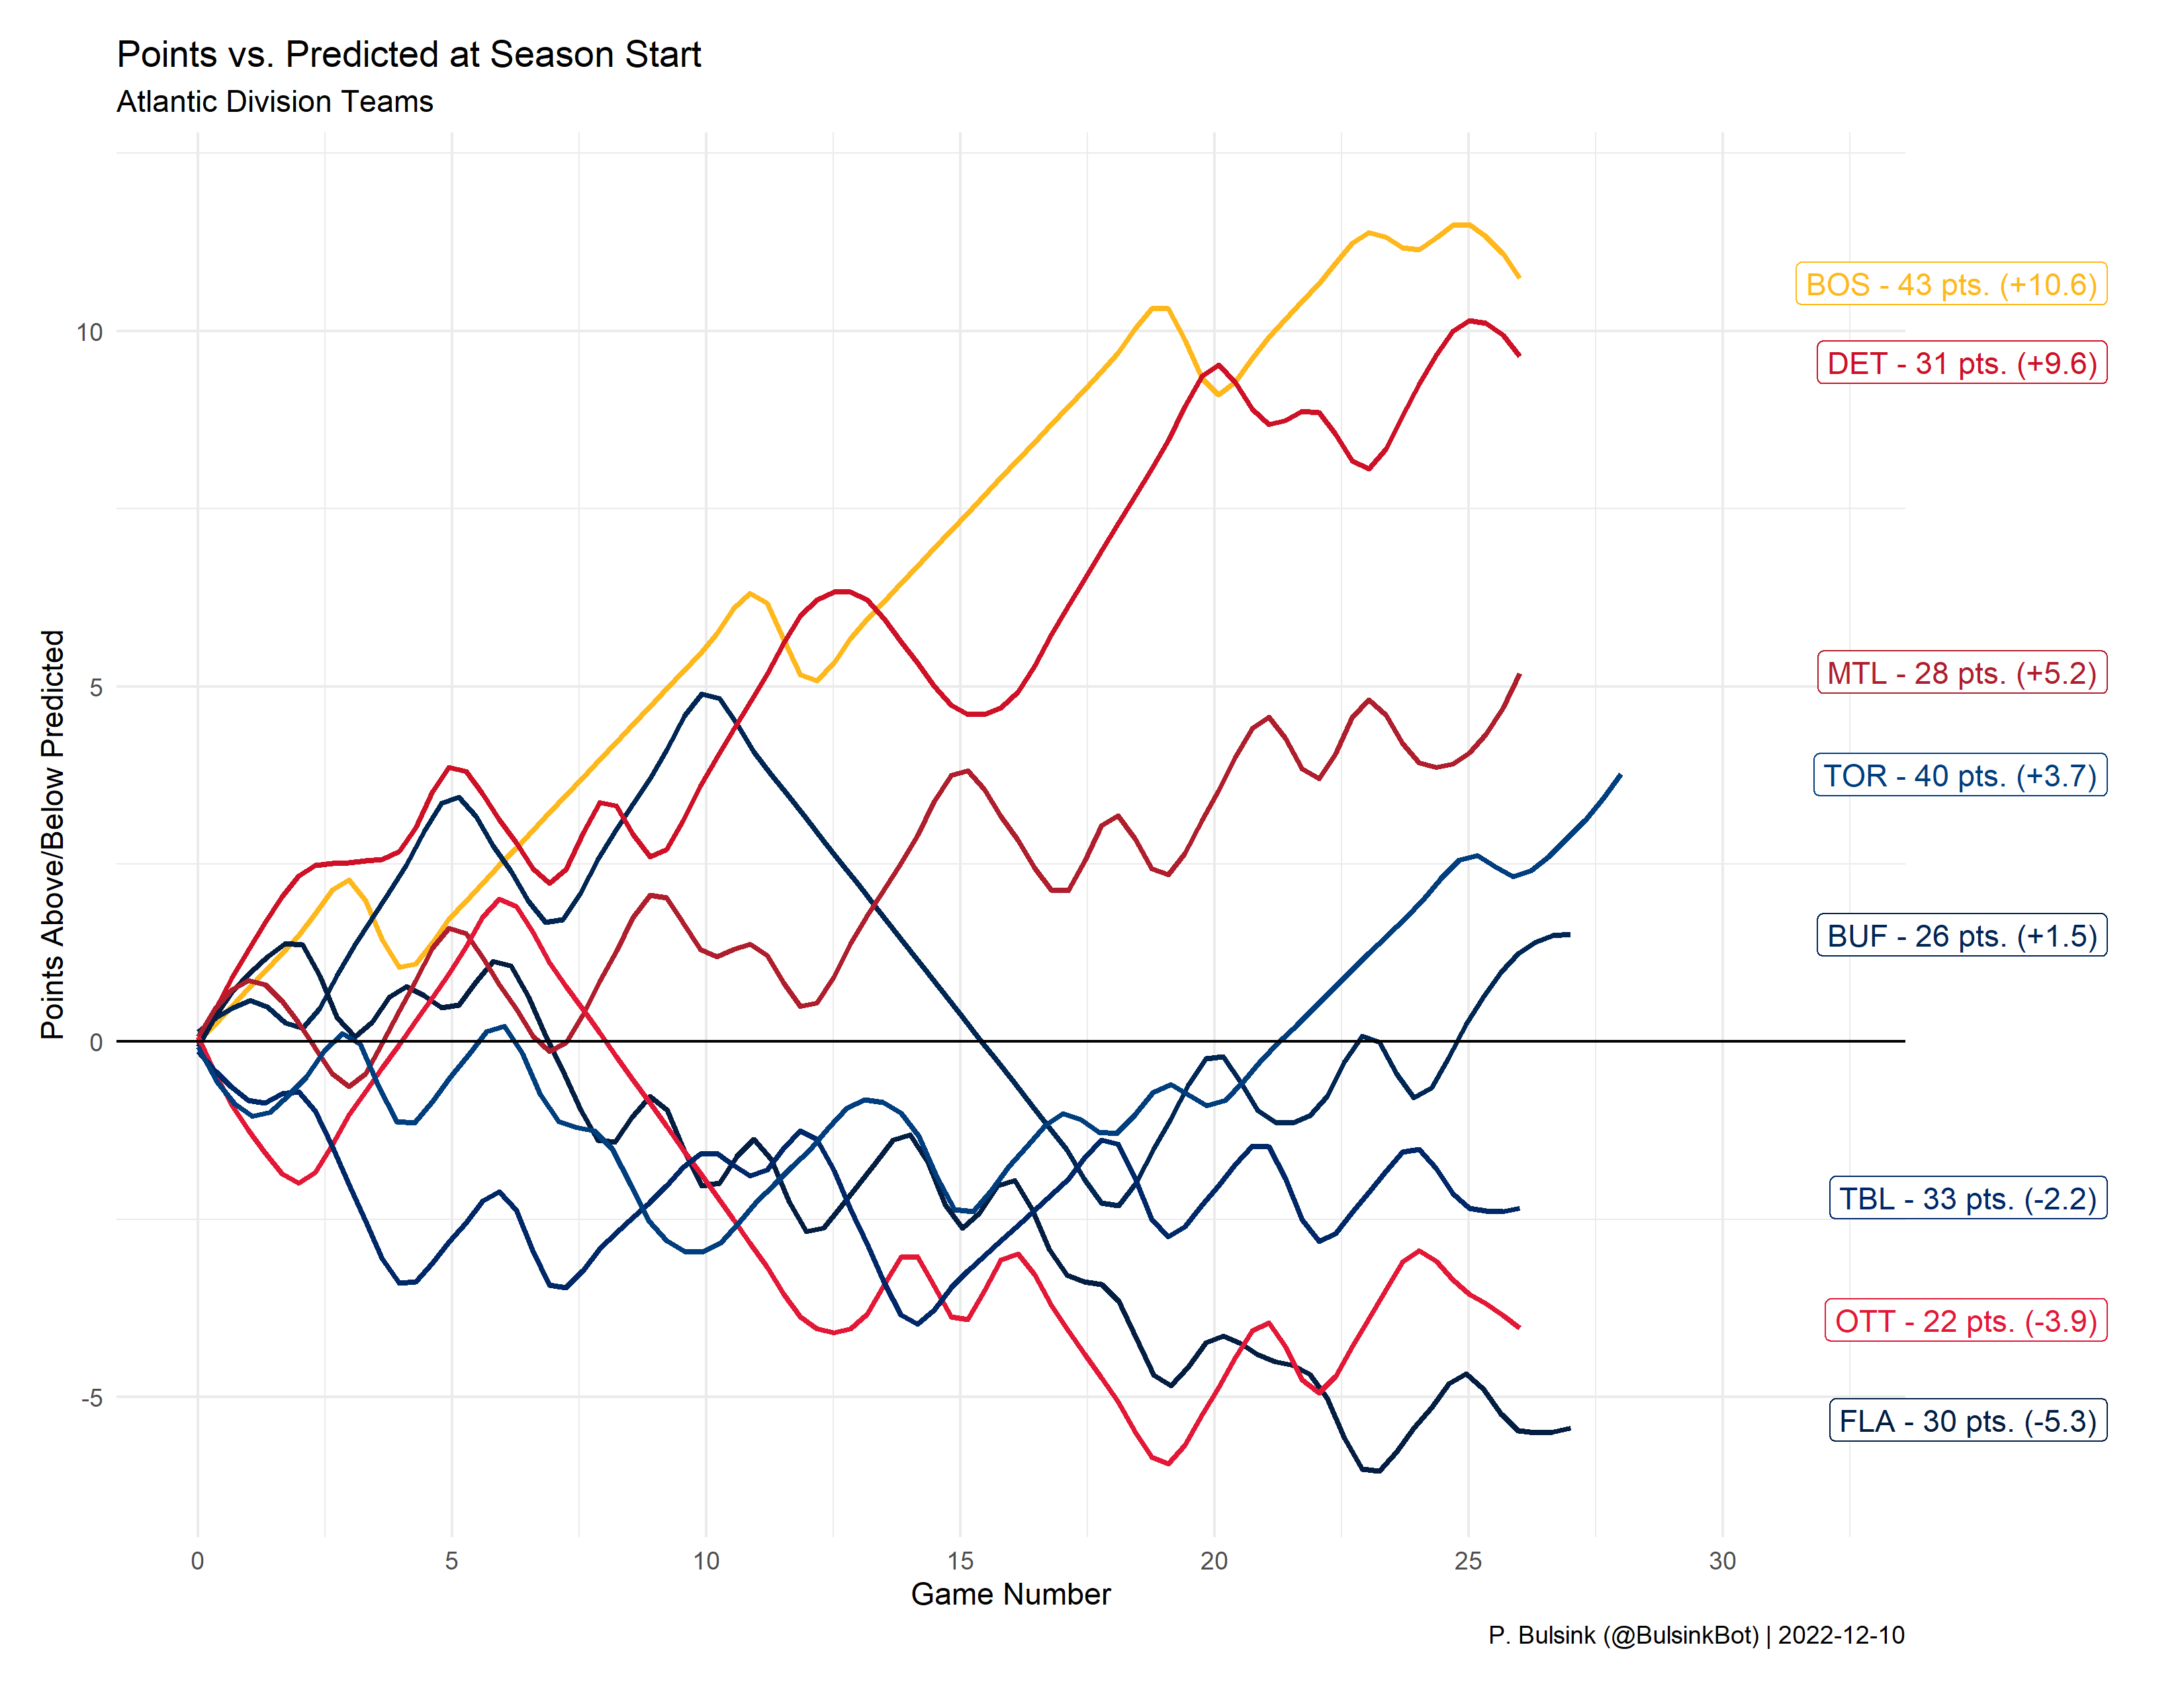 Points vs. Predicted at Season Start
Atlantic Division Teams
Points Above/Below Predicted
10
5
0
-5
BOS - 43 pts. (+10.6)
DET - 31 pts. (+9.6)
MTL - 28 pts. (+5.2)
TOR - 40 pts. (+3.7)
BUF - 26 pts. (+1.5)
TBL - 33 pts. (-2.2)
OTT - 22 pts. (-3.9)
FLA - 30 pts. (-5.3)
0 5 10 15 20 25 30
Game Number
P. Bulsink (@BulsinkBot) | 2022-12-10